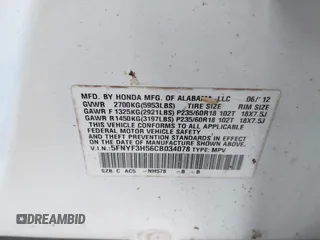 MFD. BY HONDA MFG. OF ALABAMA, LLC 06/'12
GVWR 2700KG(5953LBS) TIRE SIZE RIM SIZE
GAWR F 1325KG(2921LBS) P235/60R18 102T 18X7.5J
GAWR R 1450KG(3197LBS) P235/60R18 102T 18X7.5J
THIS VEHICLE CONFORMS TO ALL APPLICABLE
FEDERAL MOTOR VEHICLE SAFETY AND
THEFT PREVENTION STANDARDS IN EFFECT
ON THE DATE OF MANUFACTURE SHOWN ABOVE.
V.I.N.: 5FNYF3H56CB034078 TYPE: MPV
NH578
DIRECTAUCTION